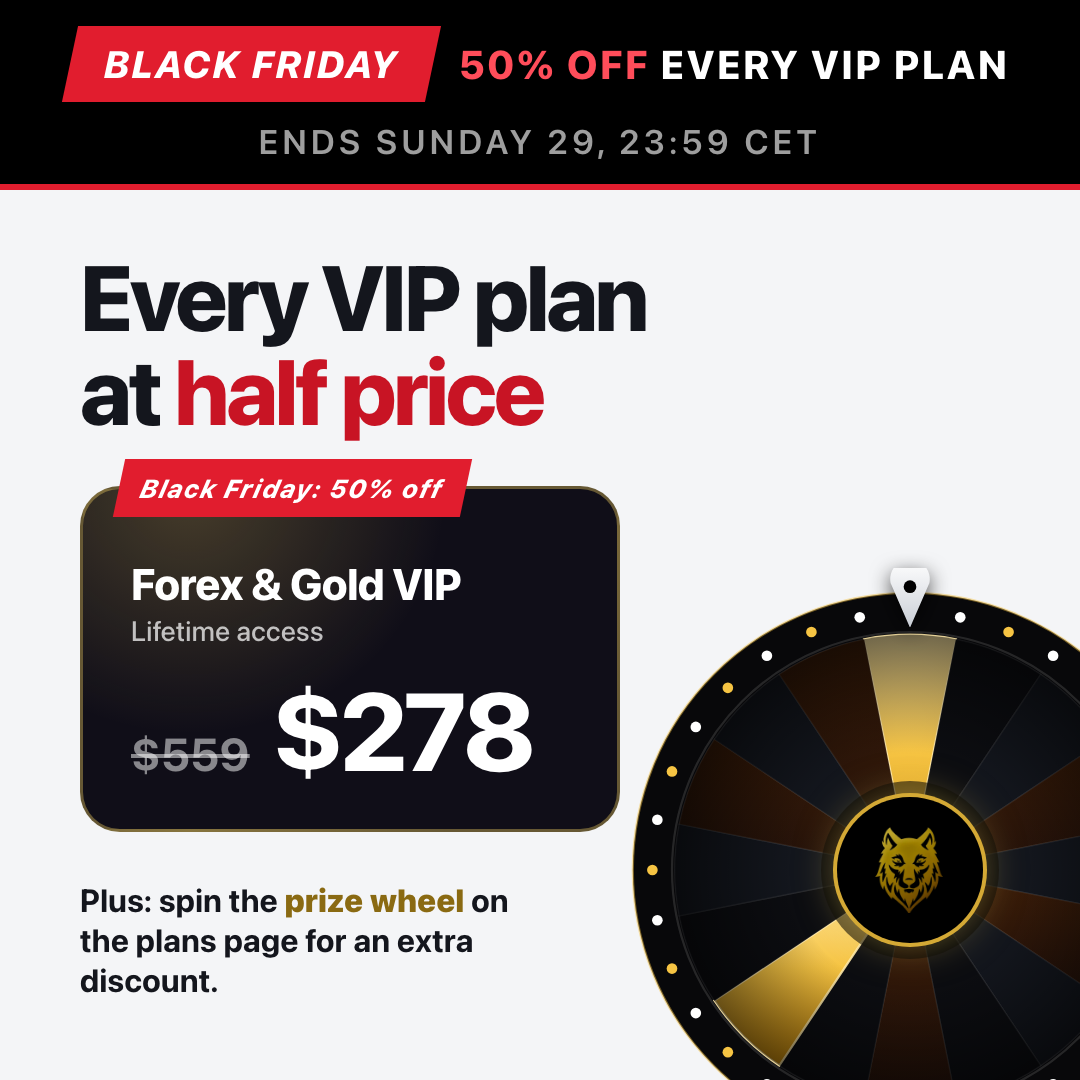 BLACK FRIDAY 50% OFF EVERY VIP PLAN
ENDS SUNDAY 29, 23:59 CET
Every VIP plan
at half price
Black Friday: 50% off
Forex & Gold VIP
Lifetime access
$559 $278
Plus: spin the prize wheel on
the plans page for an extra
discount.